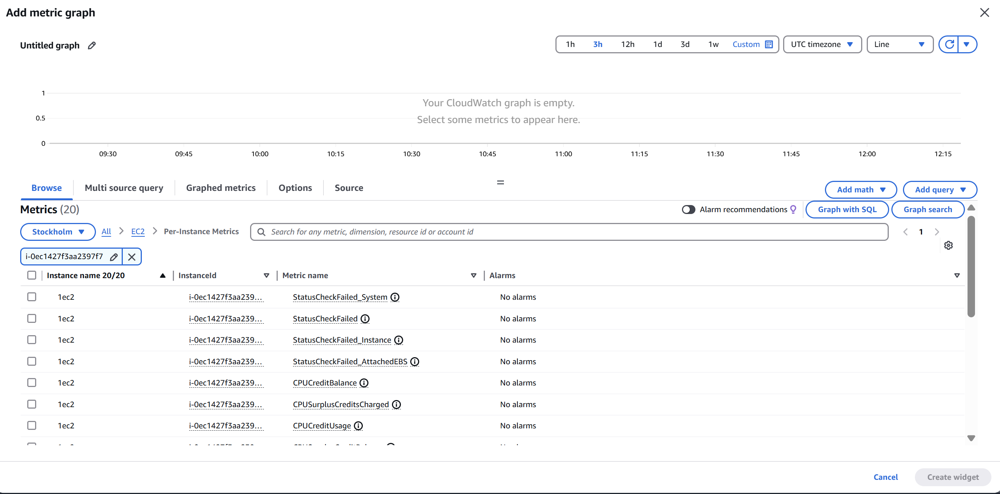 Add metric graph
Untitled graph
1h 3h 12h 1d 3d 1w Custom UTC timezone Line
1
Your CloudWatch graph is empty.
0.5
Select some metrics to appear here.
0
09:30 09:45 10:00 10:15 10:30 10:45 11:00 11:15 11:30 11:45 12:00 12:15
Browse Multi source query Graphed metrics Options Source
Add math Add query
Metrics (20) Alarm recommendations Graph with SQL Graph search
Stockholm All EC2 Per-Instance Metrics Search for any metric, dimension, resource id or account id 1
i-0ec1427f3aa2397f7
Instance name 20/20 InstanceId Metric name Alarms
1ec2 i-0ec1427f3aa239... StatusCheckFailed_System No alarms
1ec2 i-0ec1427f3aa239... StatusCheckFailed No alarms
1ec2 i-0ec1427f3aa239... StatusCheckFailed_Instance No alarms
1ec2 i-0ec1427f3aa239... StatusCheckFailed_AttachedEBS No alarms
1ec2 i-0ec1427f3aa239... CPUCreditBalance No alarms
1ec2 i-0ec1427f3aa239... CPUSurplusCreditsCharged No alarms
1ec2 i-0ec1427f3aa239... CPUCreditUsage No alarms
Cancel Create widget